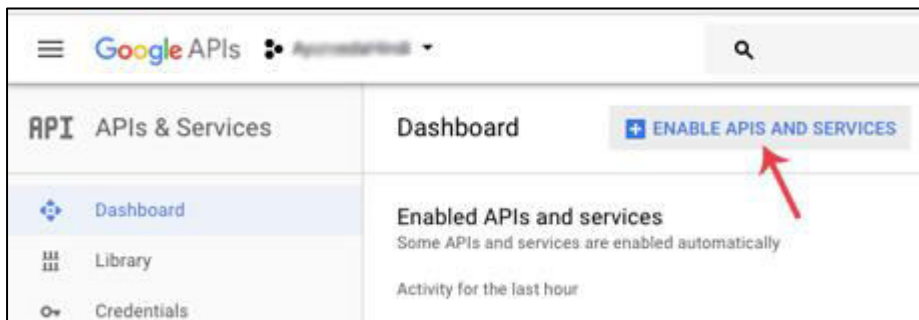 Google APIs
API APIs & Services
Dashboard
ENABLE APIS AND SERVICES
Dashboard
Library
Credentials
Enabled APIs and services
Some APIs and services are enabled automatically
Activity for the last hour